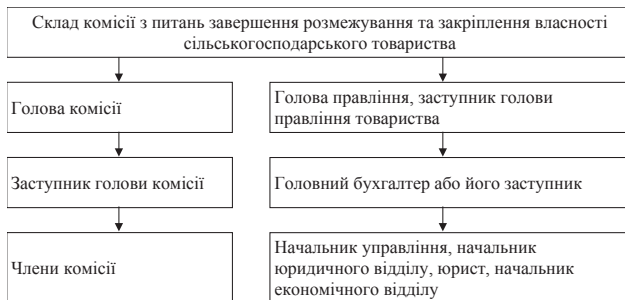 Склад комісії з питань завершення розмежування та закріплення власності
сільськогосподарського товариства
Голова комісії
Голова правління, заступник голови
правління товариства
Заступник голови комісії
Головний бухгалтер або його заступник
Члени комісії
Начальник управління, начальник
юридичного відділу, юрист, начальник
економічного відділу